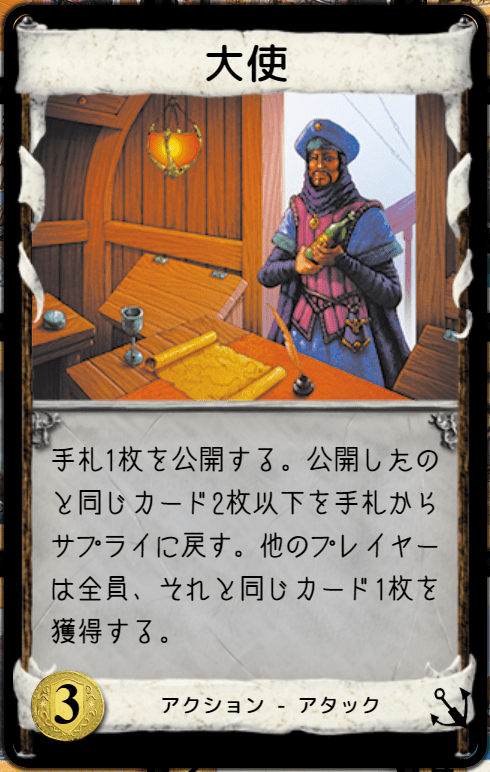 大使
手札1枚を公開する。公開したの
と同じカード2枚以下を手札から
サプライに戻す。他のプレイヤー
は全員、それと同じカード1枚を
獲得する。
3
アクション - アタック